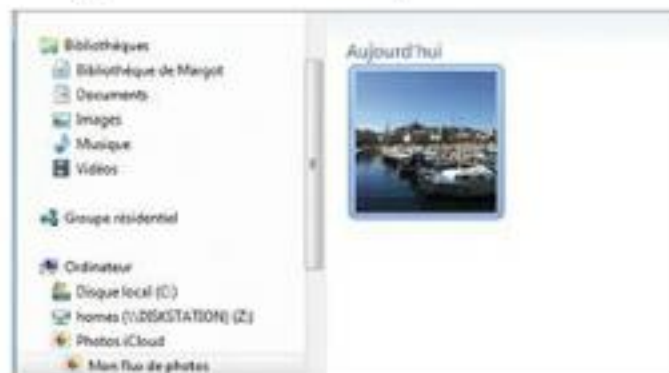 Bibliothèques
Bibliothèque de Margot
Documents
Images
Musique
Vidéos
Groupe résidentiel
Ordinateur
Disque local (C:)
homes (\\DISKSTATION) (Z:)
Photos iCloud
Mon flux de photos
Aujourd'hui